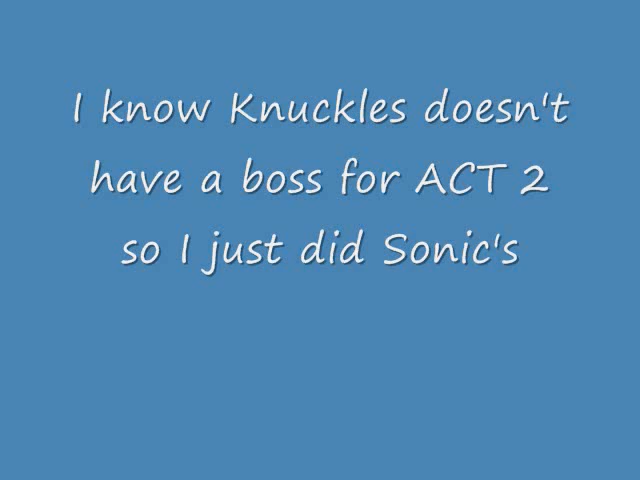 I know Knuckles doesn't
have a boss for ACT 2
so I just did Sonic's